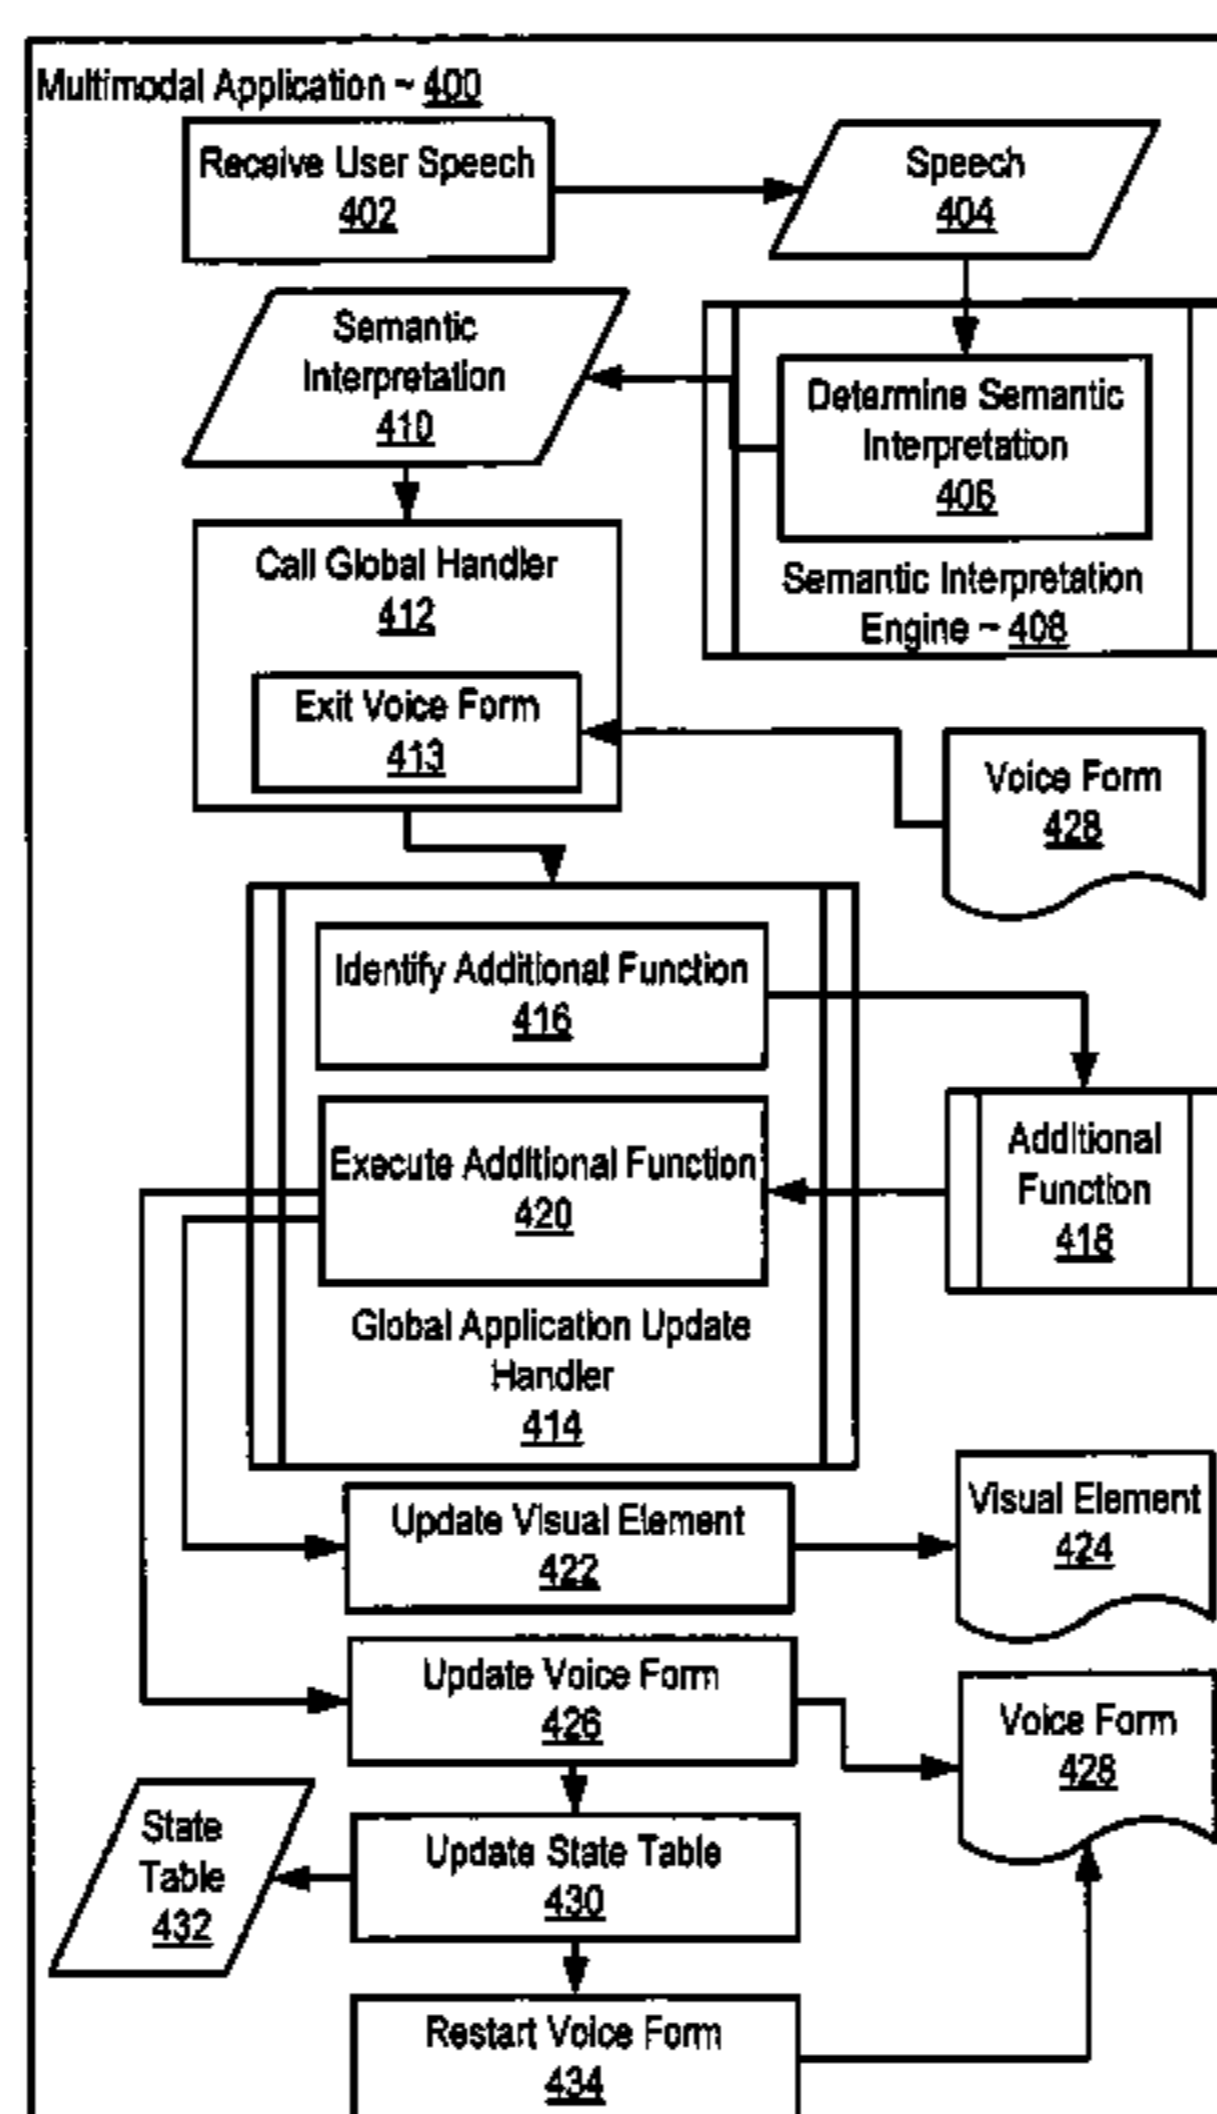 Multimodal Application ~ 400
Receive User Speech
402
Speech
404
Semantic
Interpretation
410
Determine Semantic
Interpretation
406
Semantic Interpretation
Engine ~ 408
Call Global Handler
412
Exit Voice Form
413
Voice Form
428
Identify Additional Function
416
Additional
Function
418
Execute Additional Function
420
Global Application Update
Handler
414
Update Visual Element
422
Visual Element
424
Update Voice Form
426
Voice Form
428
State
Table
432
Update State Table
430
Restart Voice Form
434